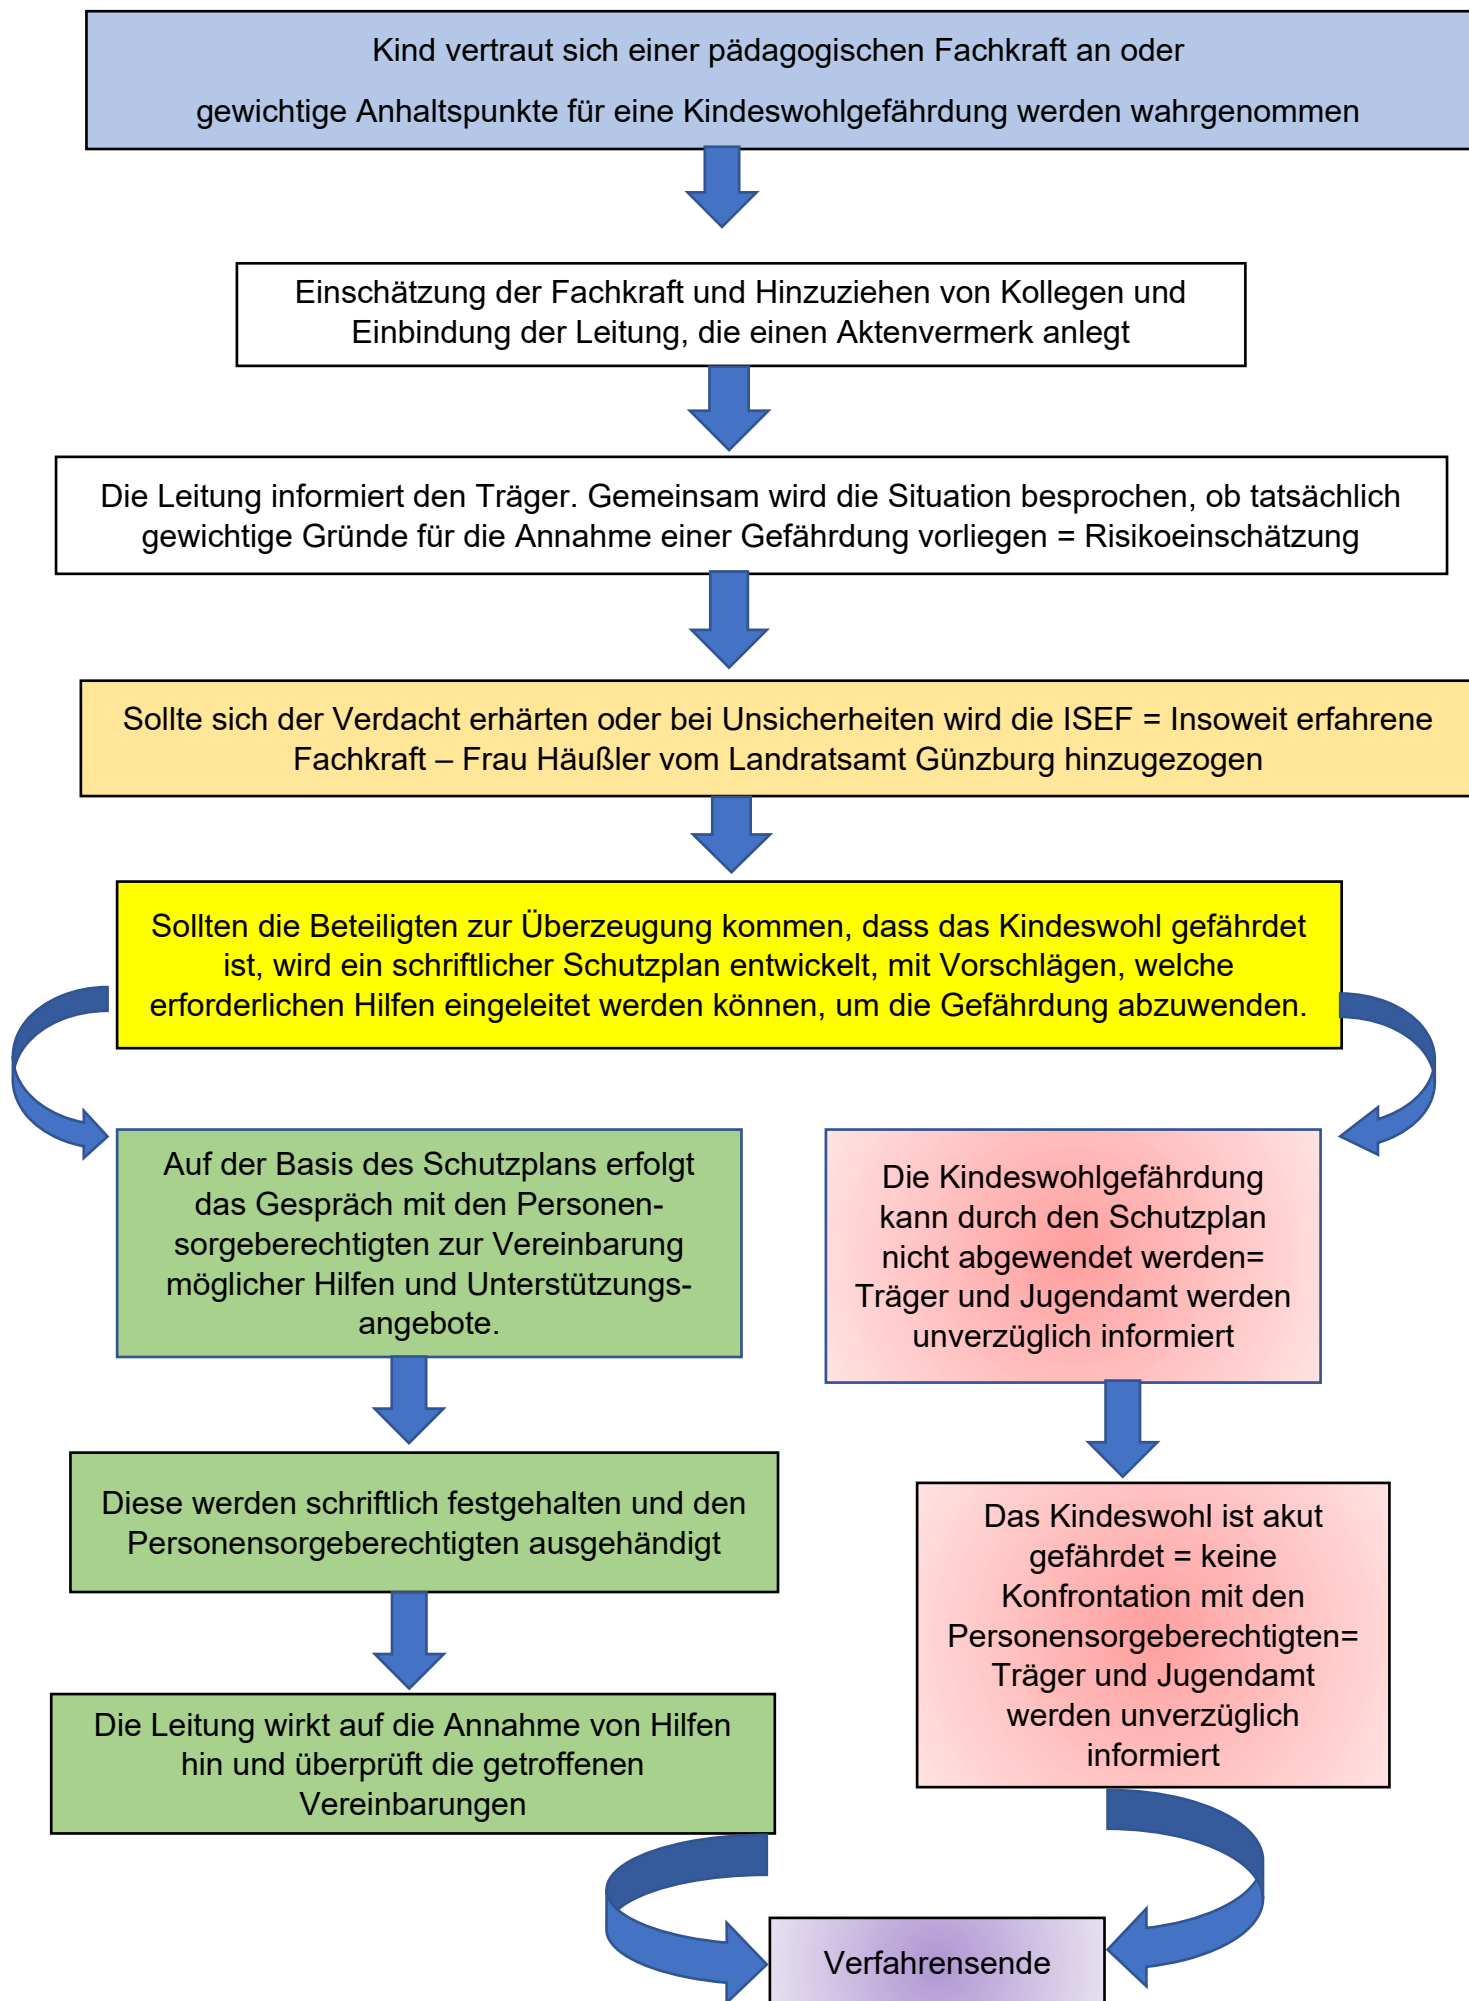 Kind vertraut sich einer pädagogischen Fachkraft an oder
gewichtige Anhaltspunkte für eine Kindeswohlgefährdung werden wahrgenommen
Einschätzung der Fachkraft und Hinzuziehen von Kollegen und
Einbindung der Leitung, die einen Aktenvermerk anlegt
Die Leitung informiert den Träger. Gemeinsam wird die Situation besprochen, ob tatsächlich
gewichtige Gründe für die Annahme einer Gefährdung vorliegen = Risikoeinschätzung
Sollte sich der Verdacht erhärten oder bei Unsicherheiten wird die ISEF = Insoweit erfahrene
Fachkraft – Frau Häußler vom Landratsamt Günzburg hinzugezogen
Sollten die Beteiligten zur Überzeugung kommen, dass das Kindeswohl gefährdet
ist, wird ein schriftlicher Schutzplan entwickelt, mit Vorschlägen, welche
erforderlichen Hilfen eingeleitet werden können, um die Gefährdung abzuwenden.
Auf der Basis des Schutzplans erfolgt
das Gespräch mit den Personen-
sorgeberechtigten zur Vereinbarung
möglicher Hilfen und Unterstützungs-
angebote.
Die Kindeswohlgefährdung
kann durch den Schutzplan
nicht abgewendet werden=
Träger und Jugendamt werden
unverzüglich informiert
Diese werden schriftlich festgehalten und den
Personensorgeberechtigten ausgehändigt
Das Kindeswohl ist akut
gefährdet = keine
Konfrontation mit den
Personensorgeberechtigten=
Träger und Jugendamt
werden unverzüglich
informiert
Die Leitung wirkt auf die Annahme von Hilfen
hin und überprüft die getroffenen
Vereinbarungen
Verfahrensende